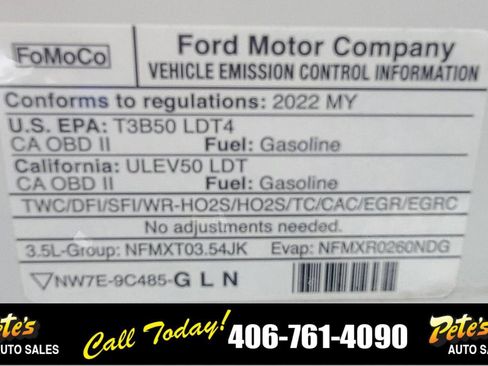 FoMoCo
Ford Motor Company
VEHICLE EMISSION CONTROL INFORMATION
Conforms to regulations: 2022 MY
U.S. EPA: T3B50 LDT4
CA OBD II Fuel: Gasoline
California: ULEV50 LDT
CA OBD II Fuel: Gasoline
TWC/DFI/SFI/WR-HO2S/HO2S/TC/CAC/EGR/EGRC
No adjustments needed.
3.5L-Group: NFMXT03.54JK Evap: NFMXR0260NDG
NW7E-9C485-GLN
Pete's
AUTO SALES
Call Today! 406-761-4090
Pete's
AUTO SALES